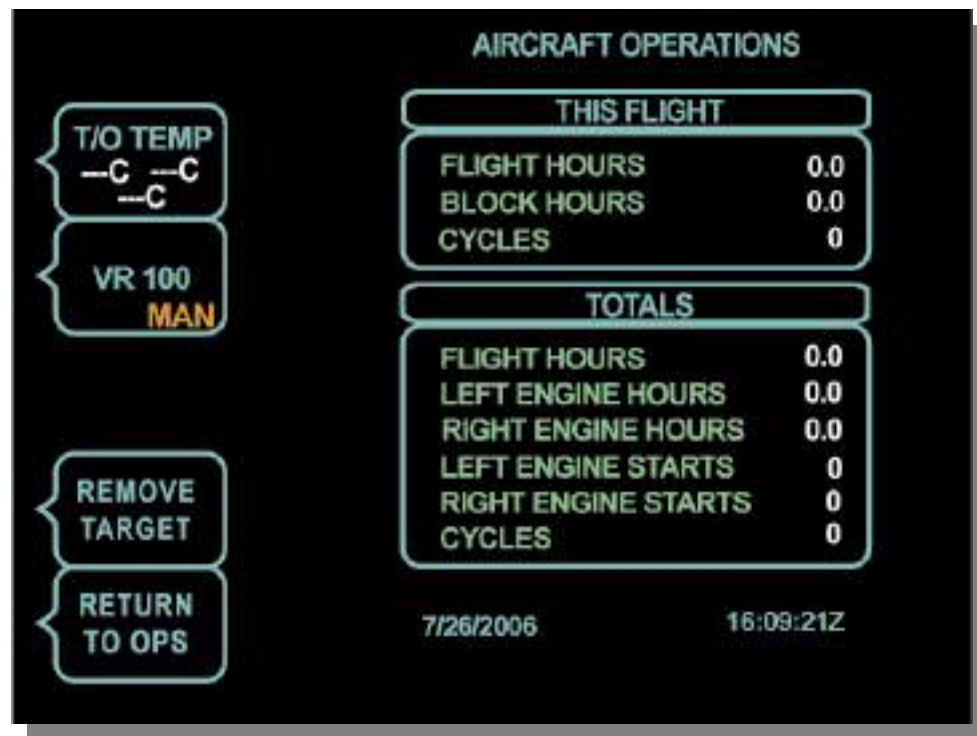 AIRCRAFT OPERATIONS
T/O TEMP
---C ---C
---C
VR 100
MAN
REMOVE
TARGET
RETURN
TO OPS
THIS FLIGHT
FLIGHT HOURS 0.0
BLOCK HOURS 0.0
CYCLES 0
TOTALS
FLIGHT HOURS 0.0
LEFT ENGINE HOURS 0.0
RIGHT ENGINE HOURS 0.0
LEFT ENGINE STARTS 0
RIGHT ENGINE STARTS 0
CYCLES 0
7/26/2006 16:09:21Z